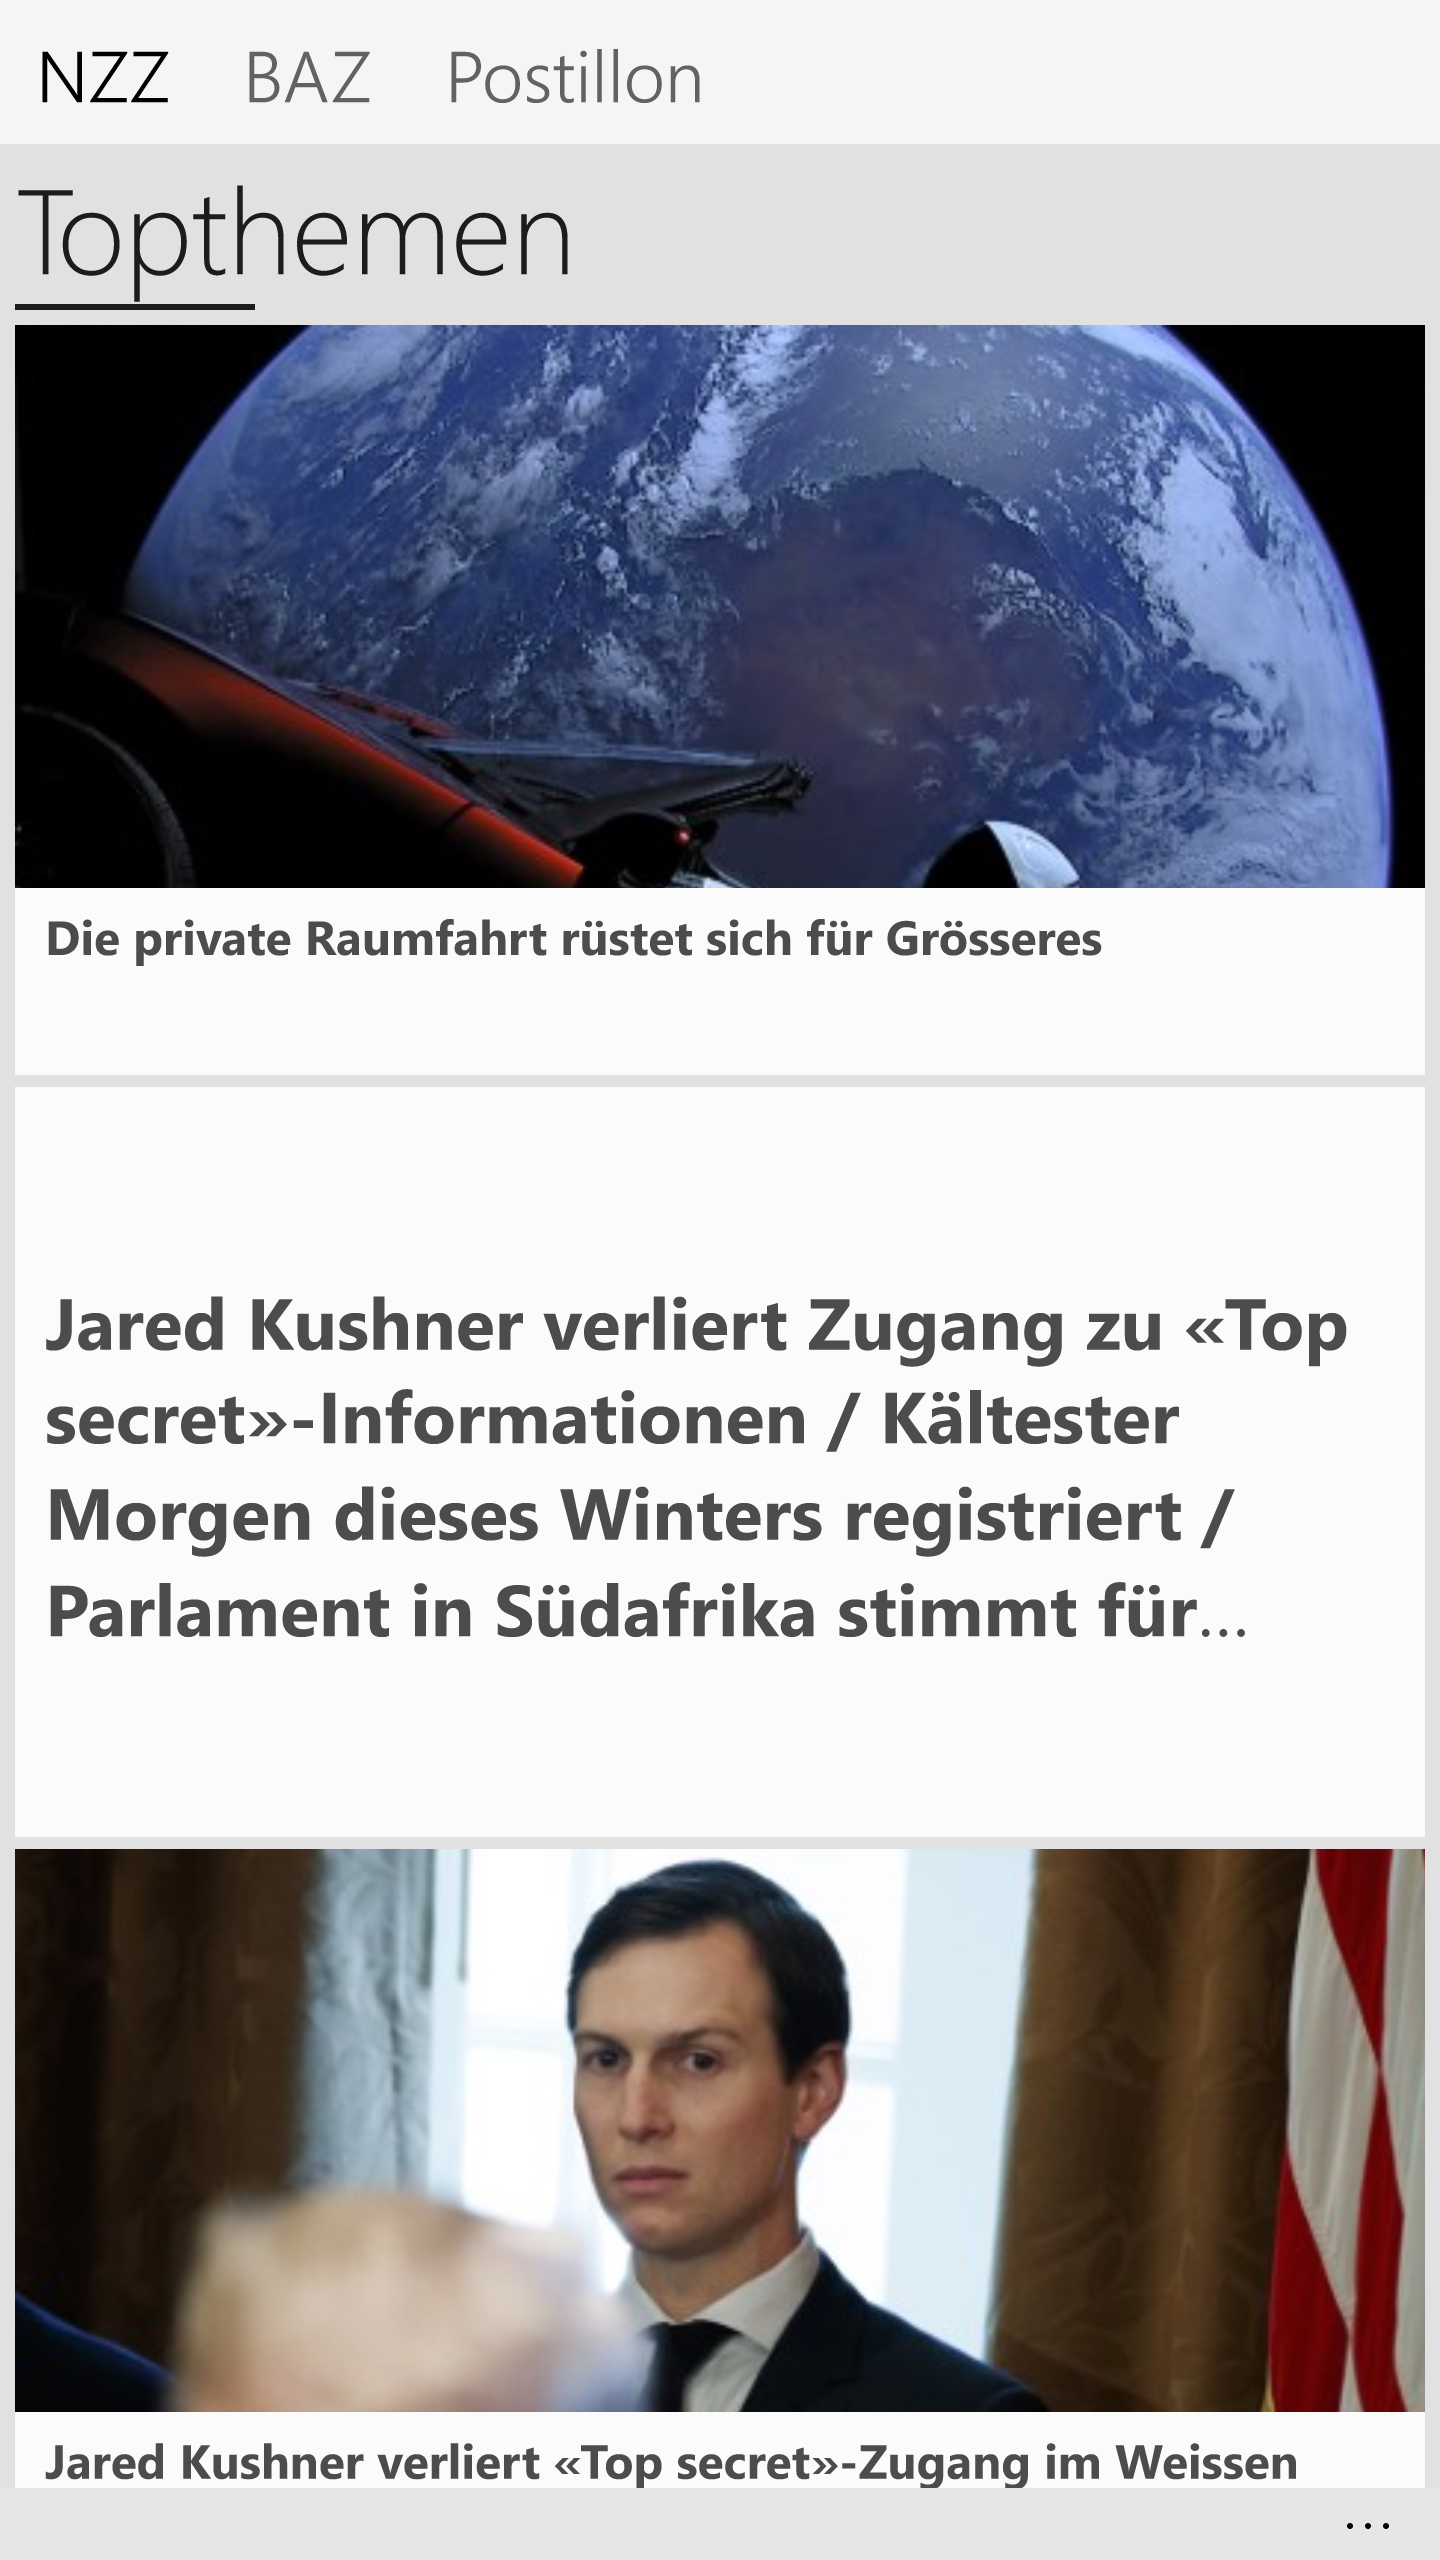 NZZ BAZ Postillon
Topthemen
Die private Raumfahrt rüstet sich für Grösseres
Jared Kushner verliert Zugang zu «Top
secret»-Informationen / Kältester
Morgen dieses Winters registriert /
Parlament in Südafrika stimmt für...
Jared Kushner verliert «Top secret»-Zugang im Weissen
...